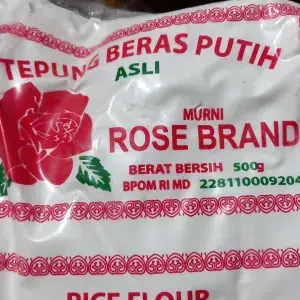 TEPUNG BERAS PUTIH
ASLI
MURNI
ROSE BRAND
BERAT BERSIH 500g
BPOM RI MD 228110009204
RICE FLOUR